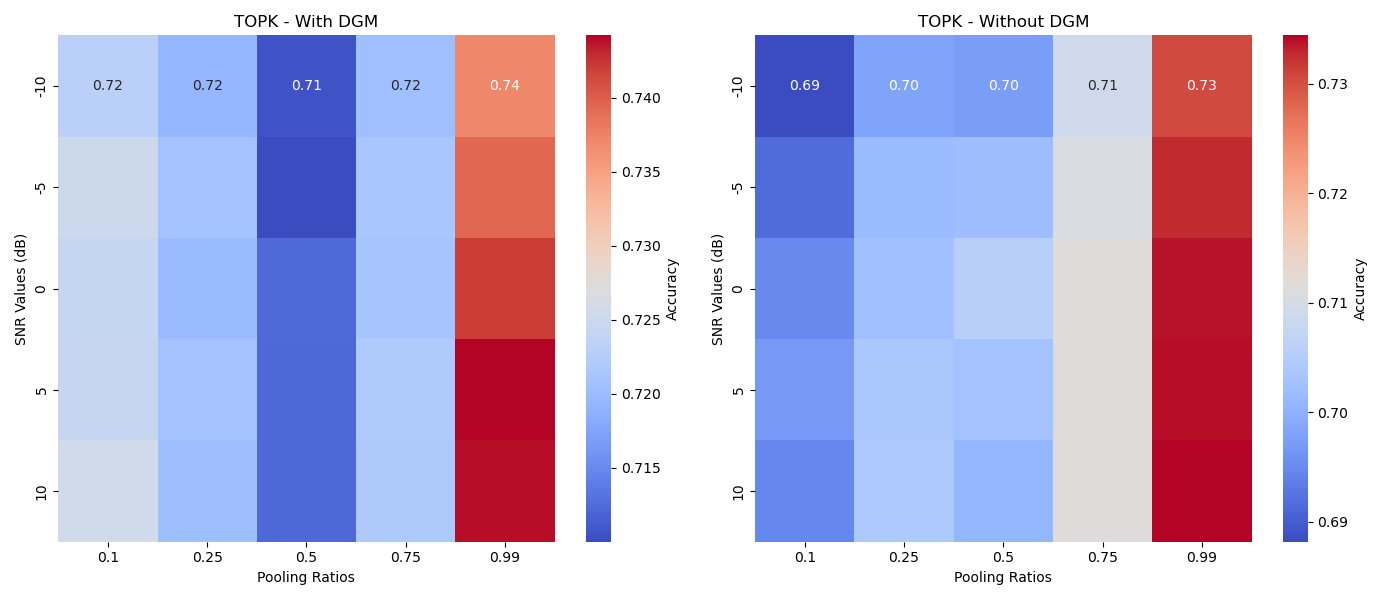 TOPK - With DGM
SNR Values (dB)
-10
-5
0
5
10
0.72 0.72 0.71 0.72 0.74
0.1 0.25 0.5 0.75 0.99
Pooling Ratios
0.740
0.735
0.730
0.725
0.720
0.715
Accuracy
TOPK - Without DGM
SNR Values (dB)
-10
-5
0
5
10
0.69 0.70 0.70 0.71 0.73
0.1 0.25 0.5 0.75 0.99
Pooling Ratios
0.73
0.72
0.71
0.70
0.69
Accuracy